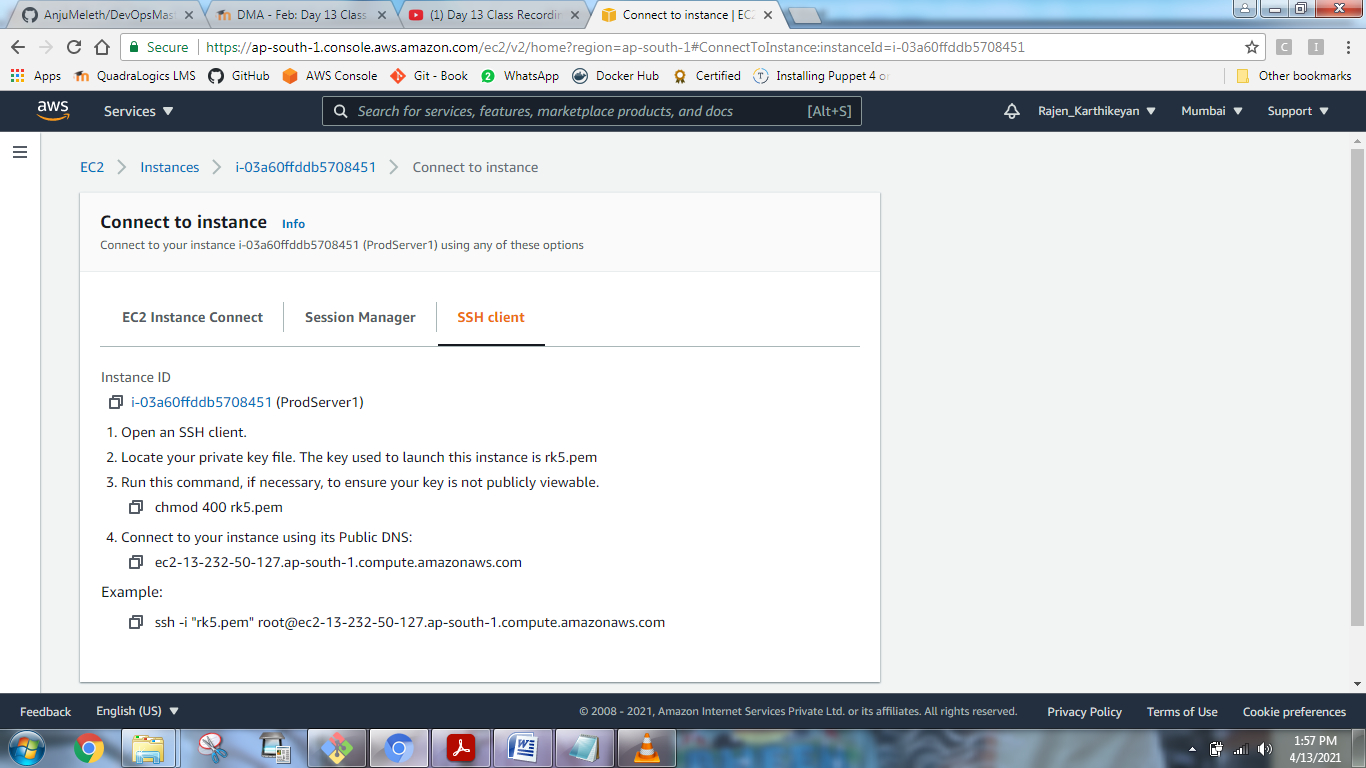 AnjuMeleth/DevOpsMas
DMA - Feb: Day 13 Class
(1) Day 13 Class Recordin
Connect to instance | EC2
Secure
https://ap-south-1.console.aws.amazon.com/ec2/v2/home?region=ap-south-1#ConnectToInstance:instanceId=i-03a60ffddb5708451
C
I
Apps
QuadraLogics LMS
GitHub
AWS Console
Git - Book
2
WhatsApp
Docker Hub
Certified
Installing Puppet 4 o
Other bookmarks
aws
Services
Search for services, features, marketplace products, and docs
[Alt+S]
Rajen_Karthikeyan
Mumbai
Support
EC2
Instances
i-03a60ffddb5708451
Connect to instance
Connect to instance Info
Connect to your instance i-03a60ffddb5708451 (ProdServer1) using any of these options
EC2 Instance Connect
Session Manager
SSH client
Instance ID
i-03a60ffddb5708451 (ProdServer1)
1. Open an SSH client.
2. Locate your private key file. The key used to launch this instance is rk5.pem
3. Run this command, if necessary, to ensure your key is not publicly viewable.
chmod 400 rk5.pem
4. Connect to your instance using its Public DNS:
ec2-13-232-50-127.ap-south-1.compute.amazonaws.com
Example:
ssh -i "rk5.pem" root@ec2-13-232-50-127.ap-south-1.compute.amazonaws.com
Feedback
English (US)
© 2008 - 2021, Amazon Internet Services Private Ltd. or its affiliates. All rights reserved.
Privacy Policy
Terms of Use
Cookie preferences
1:57 PM
4/13/2021